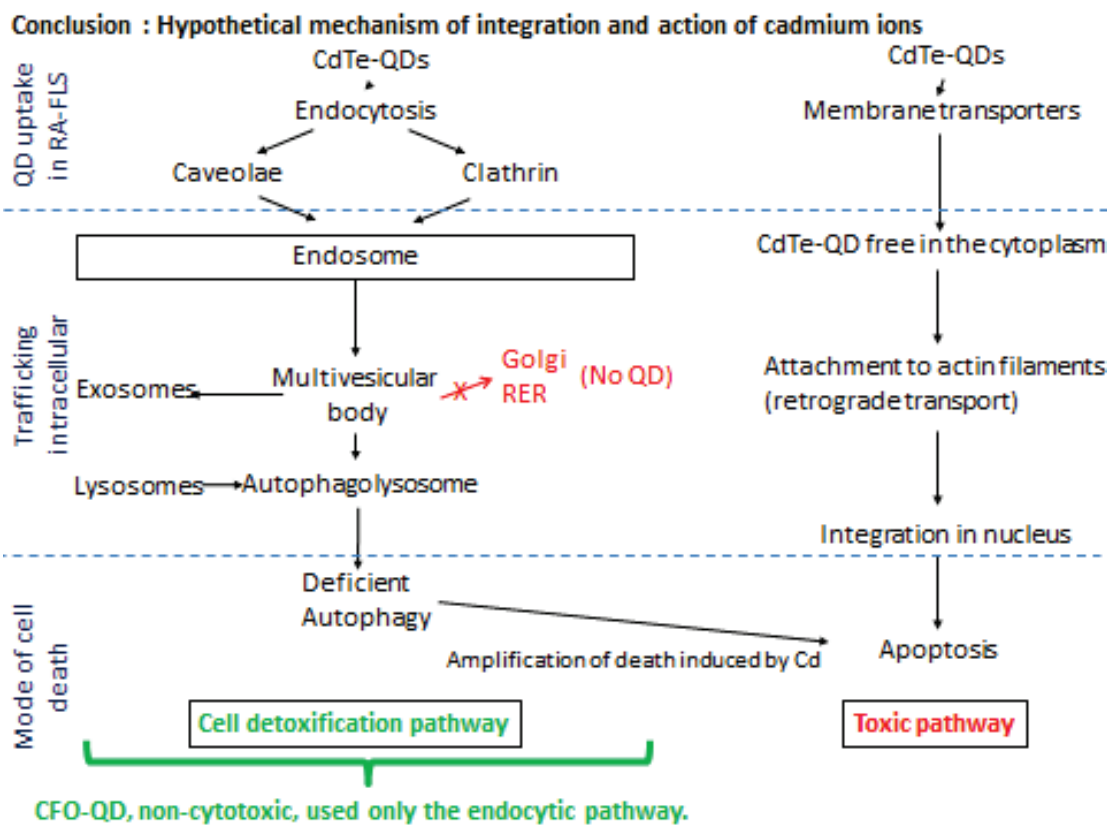 Conclusion : Hypothetical mechanism of integration and action of cadmium ions
QD uptake
in RA-FLS
CdTe-QDs
Endocytosis
Caveolae
Clathrin
CdTe-QDs
Membrane transporters
Trafficking
intracellular
Endosome
Multivesicular
body
Exosomes
Golgi
RER
(No QD)
X
Lysosomes
Autophagolysosome
CdTe-QD free in the cytoplasm
Attachment to actin filaments
(retrograde transport)
Integration in nucleus
Mode of cell
death
Deficient
Autophagy
Amplification of death induced by Cd
Apoptosis
Cell detoxification pathway
Toxic pathway
CFO-QD, non-cytotoxic, used only the endocytic pathway.